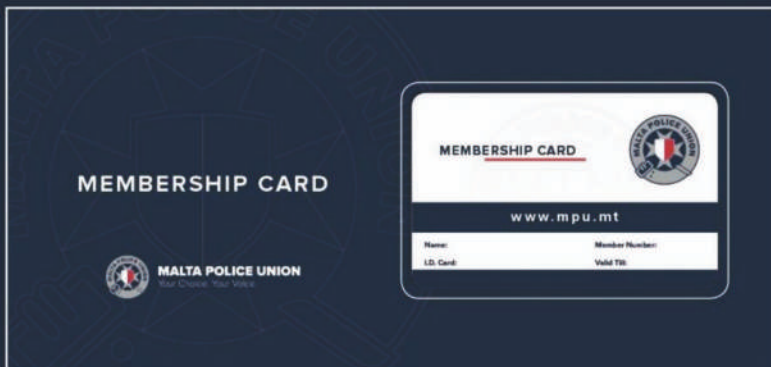 MEMBERSHIP CARD
MALTA POLICE UNION
Your Choice. Your Voice.
MEMBERSHIP CARD
MALTA POLICE UNION
www.mpu.mt
Name:
Member Number:
I.D. Card:
Valid Till: